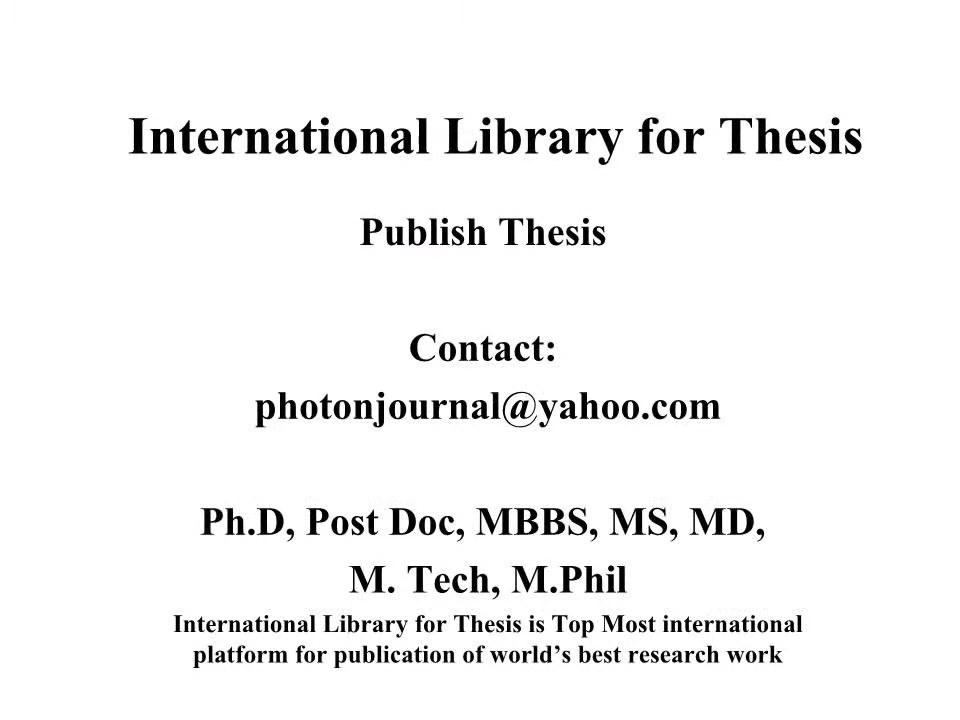 International Library for Thesis
Publish Thesis
Contact:
photonjournal@yahoo.com
Ph.D, Post Doc, MBBS, MS, MD,
M. Tech, M.Phil
International Library for Thesis is Top Most international
platform for publication of world’s best research work